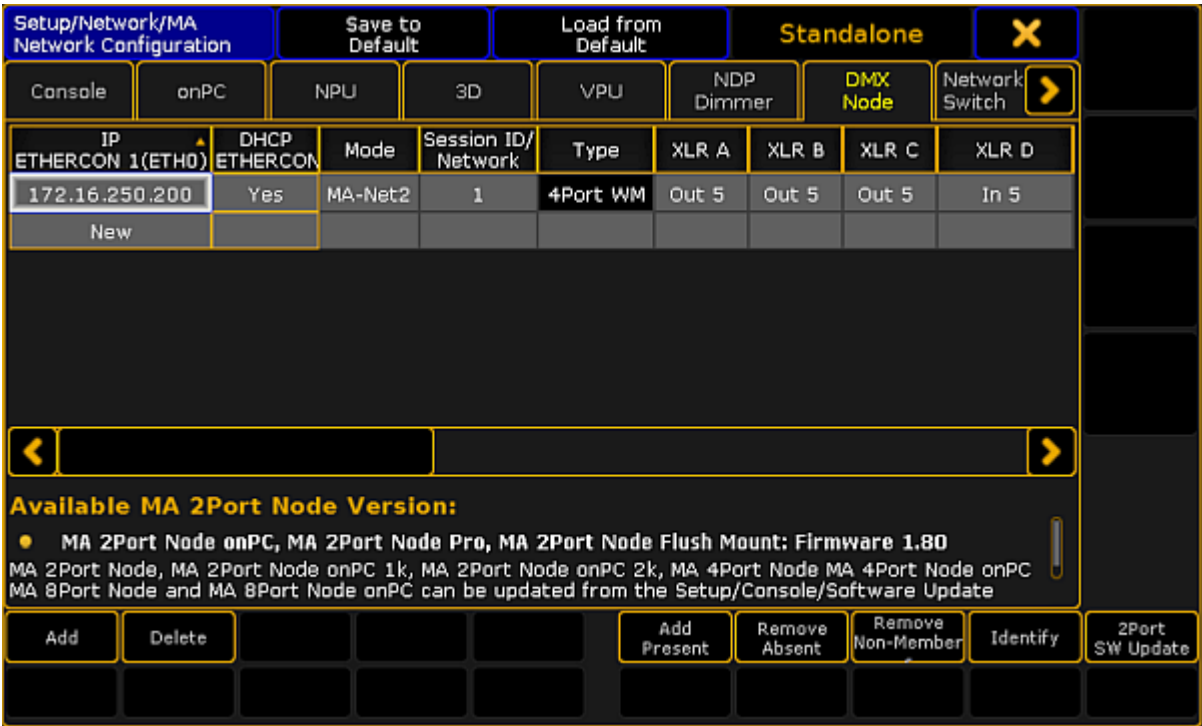 Setup/Network/MA
Network Configuration
Save to
Default
Load from
Default
Standalone
Console
onPC
NPU
3D
VPU
NDP
Dimmer
DMX
Node
Network
Switch
IP
ETHERCON 1(ETH0)
DHCP
ETHERCON
Mode
Session ID/
Network
Type
XLR A
XLR B
XLR C
XLR D
172.16.250.200 Yes MA-Net2 1 4Port WM Out 5 Out 5 Out 5 In 5
New
Available MA 2Port Node Version:
MA 2Port Node onPC, MA 2Port Node Pro, MA 2Port Node Flush Mount: Firmware 1.80
MA 2Port Node, MA 2Port Node onPC 1k, MA 2Port Node onPC 2k, MA 4Port Node MA 4Port Node onPC
MA 8Port Node and MA 8Port Node onPC can be updated from the Setup/Console/Software Update
Add
Delete
Add
Present
Remove
Absent
Remove
Non-Member
Identify
2Port
SW Update